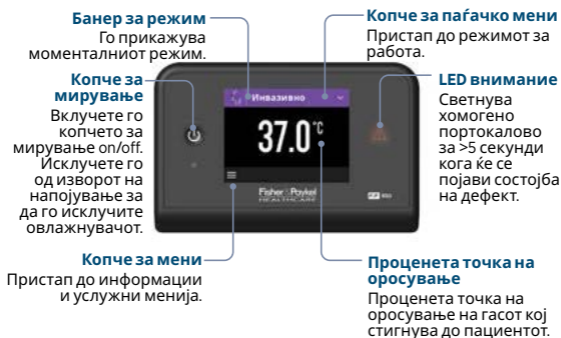 Банер за режим
Го прикажува
моменталниот режим.
Копче за паѓачко мени
Пристап до режимот за
работа.
Копче за
мирување
Вклучете го
копчето за
мирување on/off.
Исклучете го
од изворот на
напојување за
да го исклучите
овлажнувачот.
LED внимание
Светнува
хомогено
портокалово
за >5 секунди
кога ќе се
појави состојба
на дефект.
Инвазивно
37.0 °C
Fisher & Paykel
HEALTHCARE
Копче за мени
Пристап до информации
и услужни менија.
Проценета точка на
оросување
Проценета точка на
оросување на гасот кој
стигнува до пациентот.